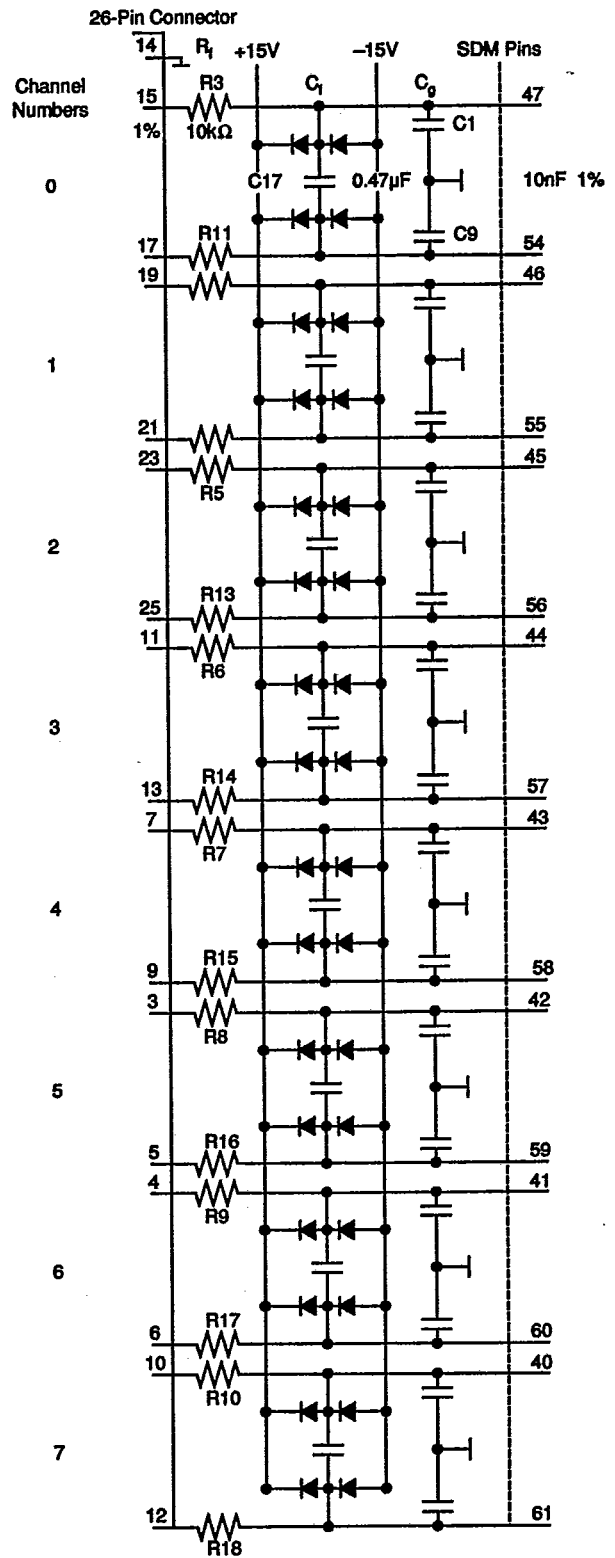 26-Pin Connector
14 Rf +15V –15V SDM Pins
Channel
Numbers
15 R3 Cf Cg 47
1% 10kΩ C1
0 C17 0.47µF 10nF 1%
R11 C9
17 54
19 46
1
21 55
23 45
R5
2
R13
25 56
11 44
R6
3
R14
13 57
7 43
R7
4
R15
9 58
3 42
R8
5
R16
5 59
4 41
R9
6
R17
6 60
10 40
R10
7
12 61
R18